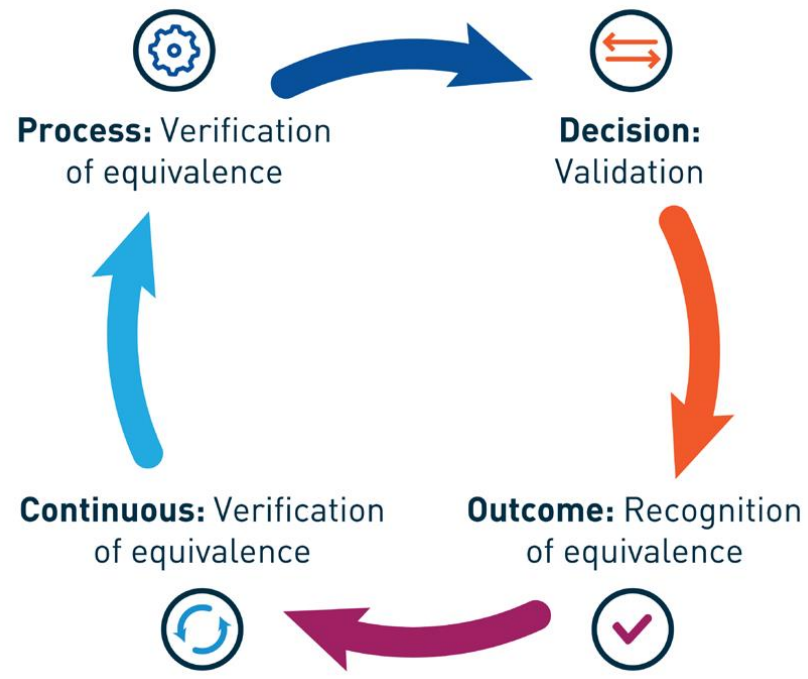 Process: Verification
of equivalence
Decision:
Validation
Continuous: Verification
of equivalence
Outcome: Recognition
of equivalence